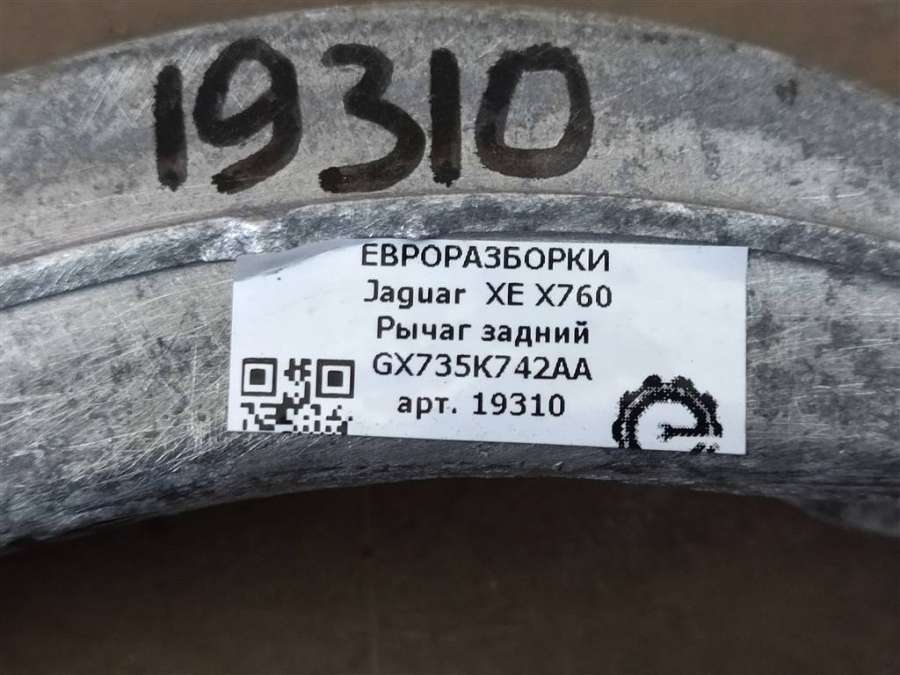 19310
ЕВРОРАЗБОРКИ
Jaguar XE X760
Рычаг задний
GX735K742AA
арт. 19310